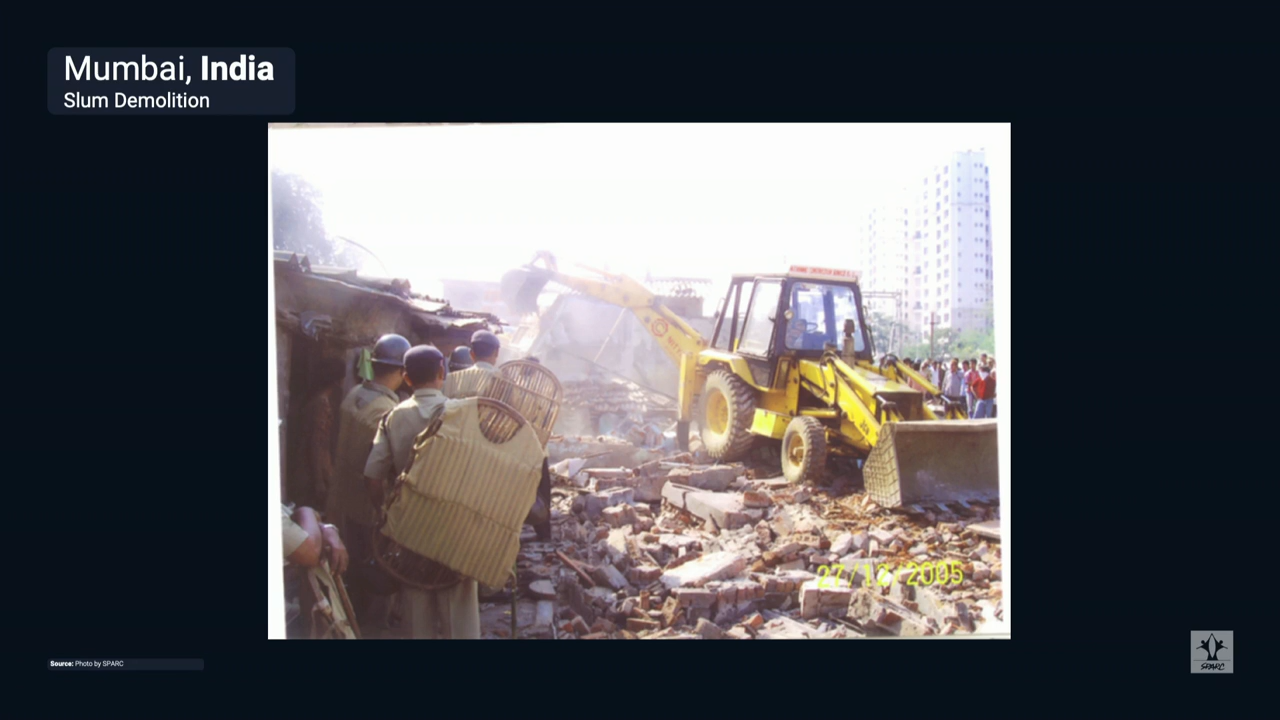 Mumbai, India
Slum Demolition
27/12/2005
Source: Photo by SPARC
SPARC